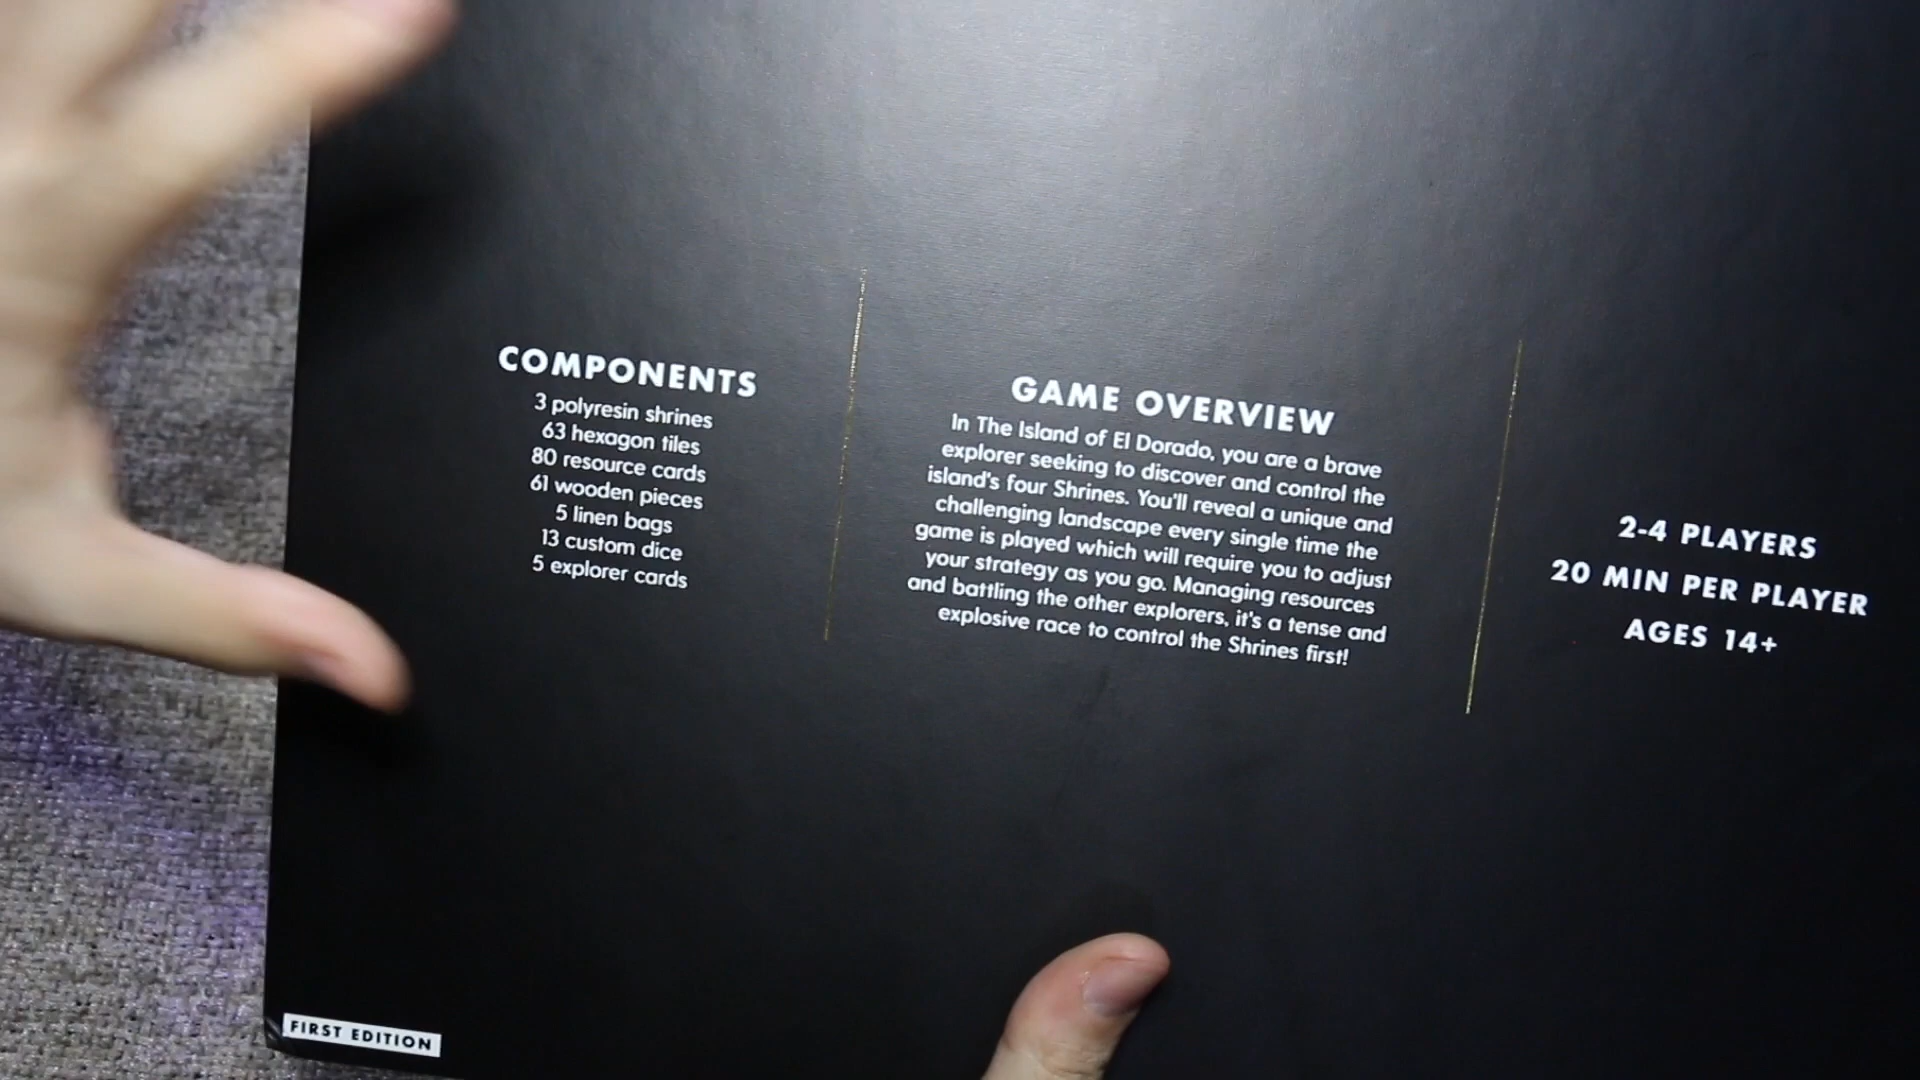 COMPONENTS
3 polyresin shrines
63 hexagon tiles
80 resource cards
61 wooden pieces
5 linen bags
13 custom dice
5 explorer cards
GAME OVERVIEW
In The Island of El Dorado, you are a brave
explorer seeking to discover and control the
island's four Shrines. You'll reveal a unique and
challenging landscape every single time the
game is played which will require you to adjust
your strategy as you go. Managing resources
and battling the other explorers, it's a tense and
explosive race to control the Shrines first!
2-4 PLAYERS
20 MIN PER PLAYER
AGES 14+
FIRST EDITION